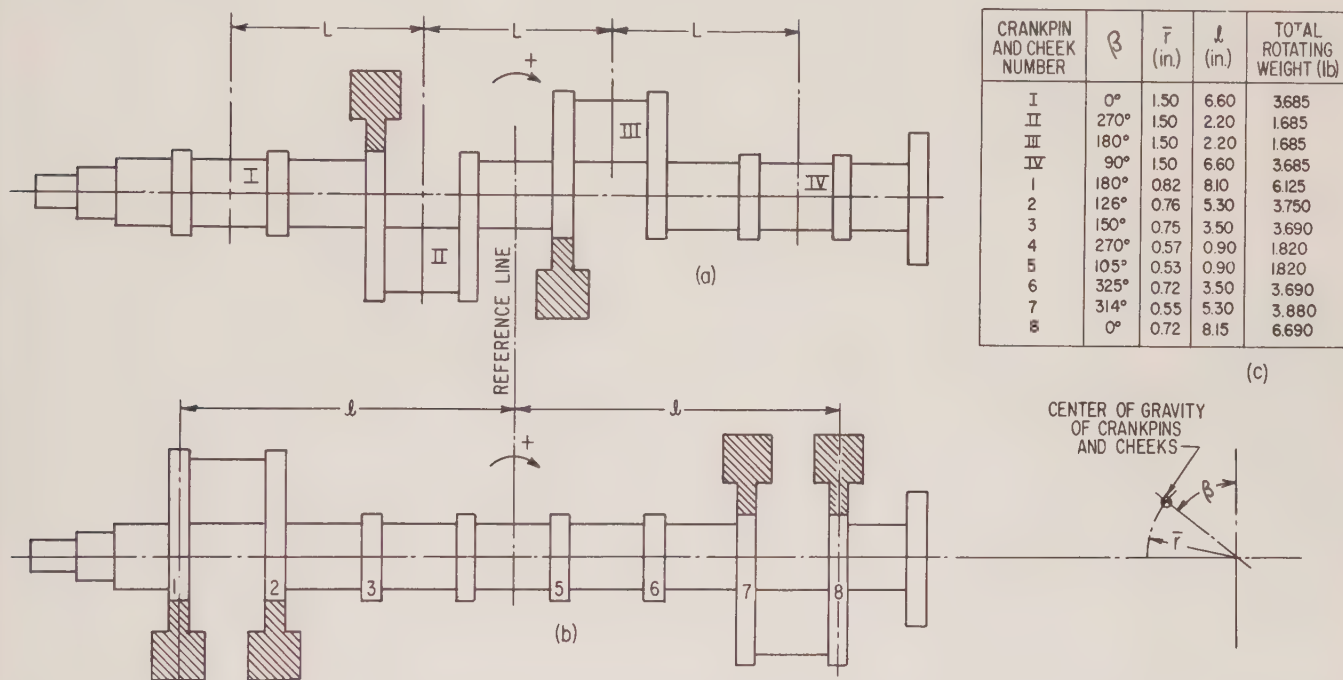 L
L
L
+
III
I
IV
II
(a)
REFERENCE LINE
ℓ
ℓ
+
1
2
3
5
6
7
8
(b)
CRANKPIN AND CHEEK NUMBER | β | r̄ (in.) | ℓ (in.) | TOTAL ROTATING WEIGHT (lb)
I 0° 1.50 6.60 3.685
II 270° 1.50 2.20 1.685
III 180° 1.50 2.20 1.685
IV 90° 1.50 6.60 3.685
1 180° 0.82 8.10 6.125
2 126° 0.76 5.30 3.750
3 150° 0.75 3.50 3.690
4 270° 0.57 0.90 1.820
5 105° 0.53 0.90 1820
6 325° 0.72 3.50 3.690
7 314° 0.55 5.30 3.880
8 0° 0.72 8.15 6.690
(c)
CENTER OF GRAVITY
OF CRANKPINS
AND CHEEKS
β
r̄